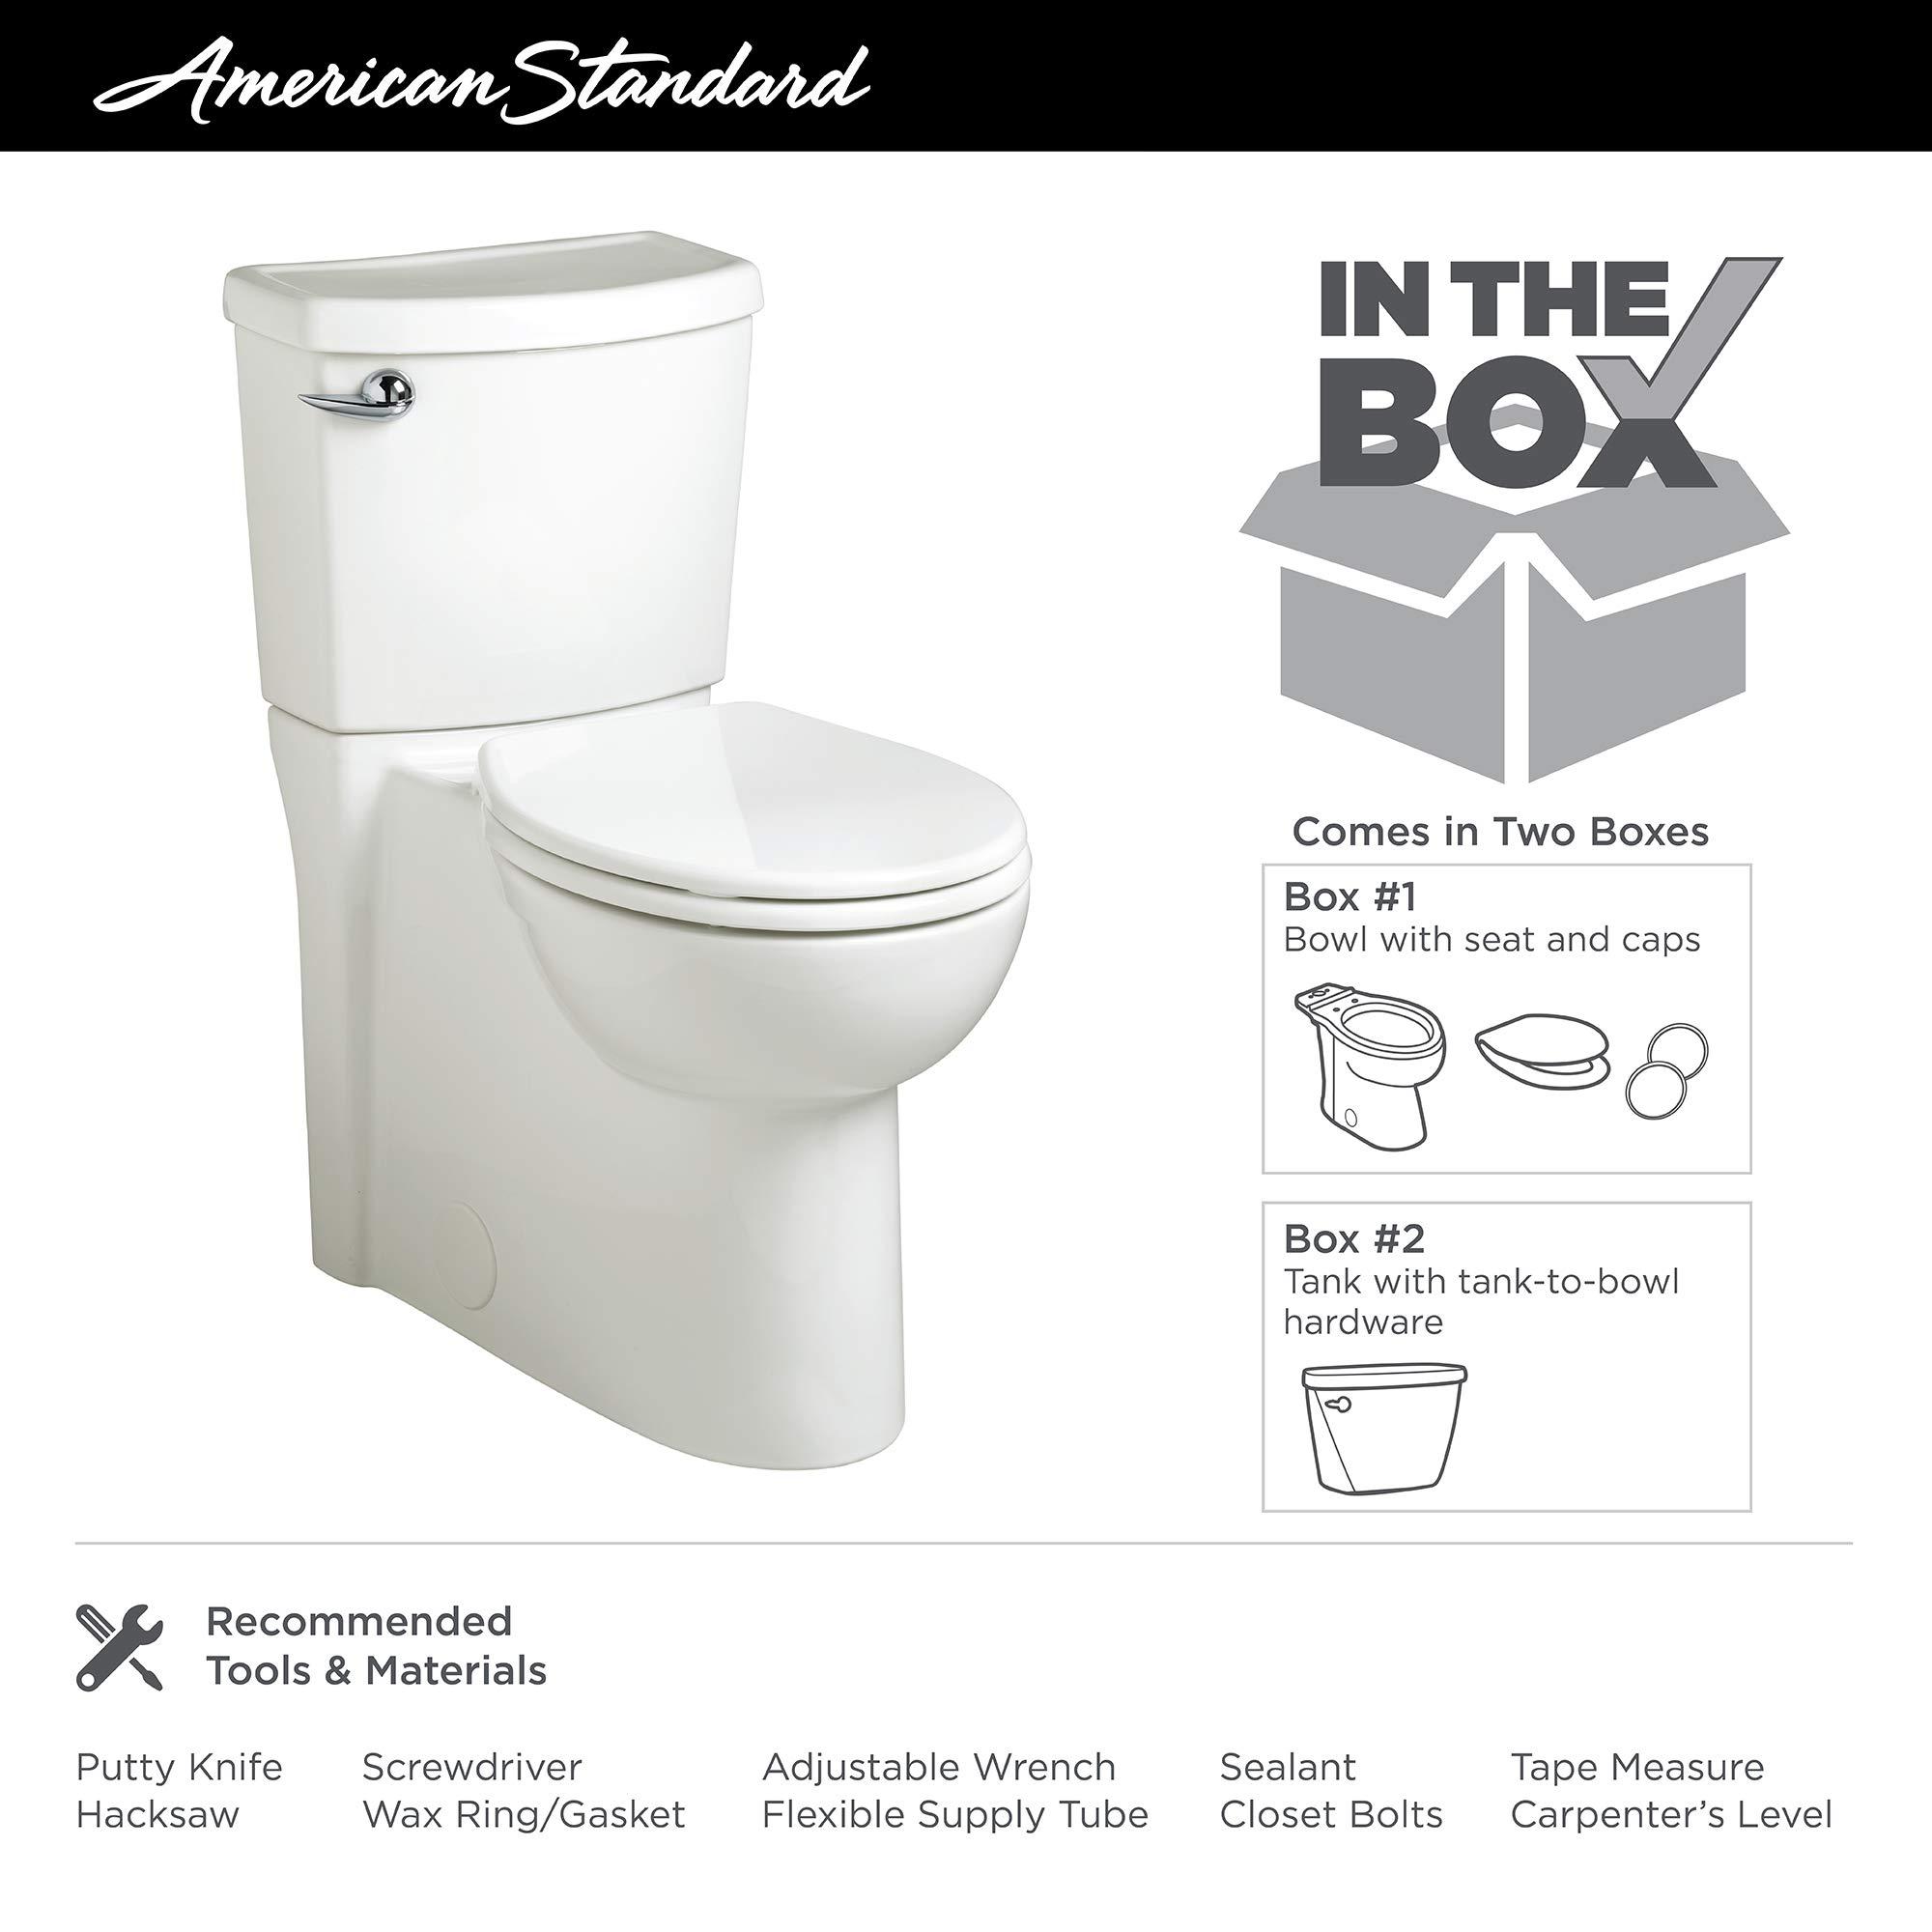 American Standard
IN THE
BOX
Comes in Two Boxes
Box #1
Bowl with seat and caps
Box #2
Tank with tank-to-bowl
hardware
Recommended
Tools & Materials
Putty Knife
Hacksaw
Screwdriver
Wax Ring/Gasket
Adjustable Wrench
Flexible Supply Tube
Sealant
Closet Bolts
Tape Measure
Carpenter’s Level